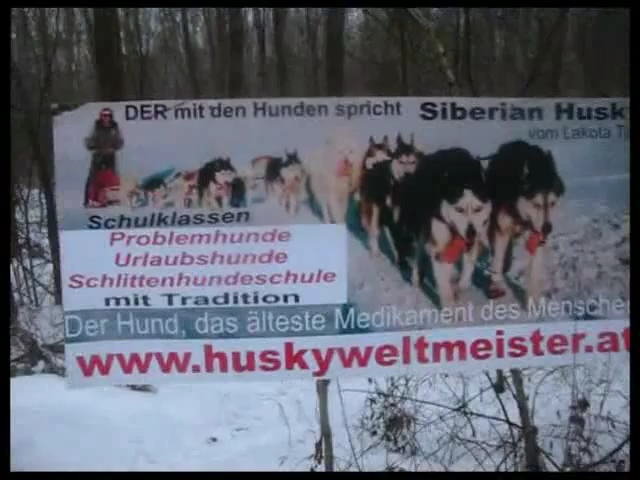 DER mit den Hunden spricht Siberian Husk
vom Lakota
Schulklassen
Problemhunde
Urlaubshunde
Schlittenhundeschule
mit Tradition
Der Hund, das älteste Medikament des Mensche
www.huskyweltmeister.at